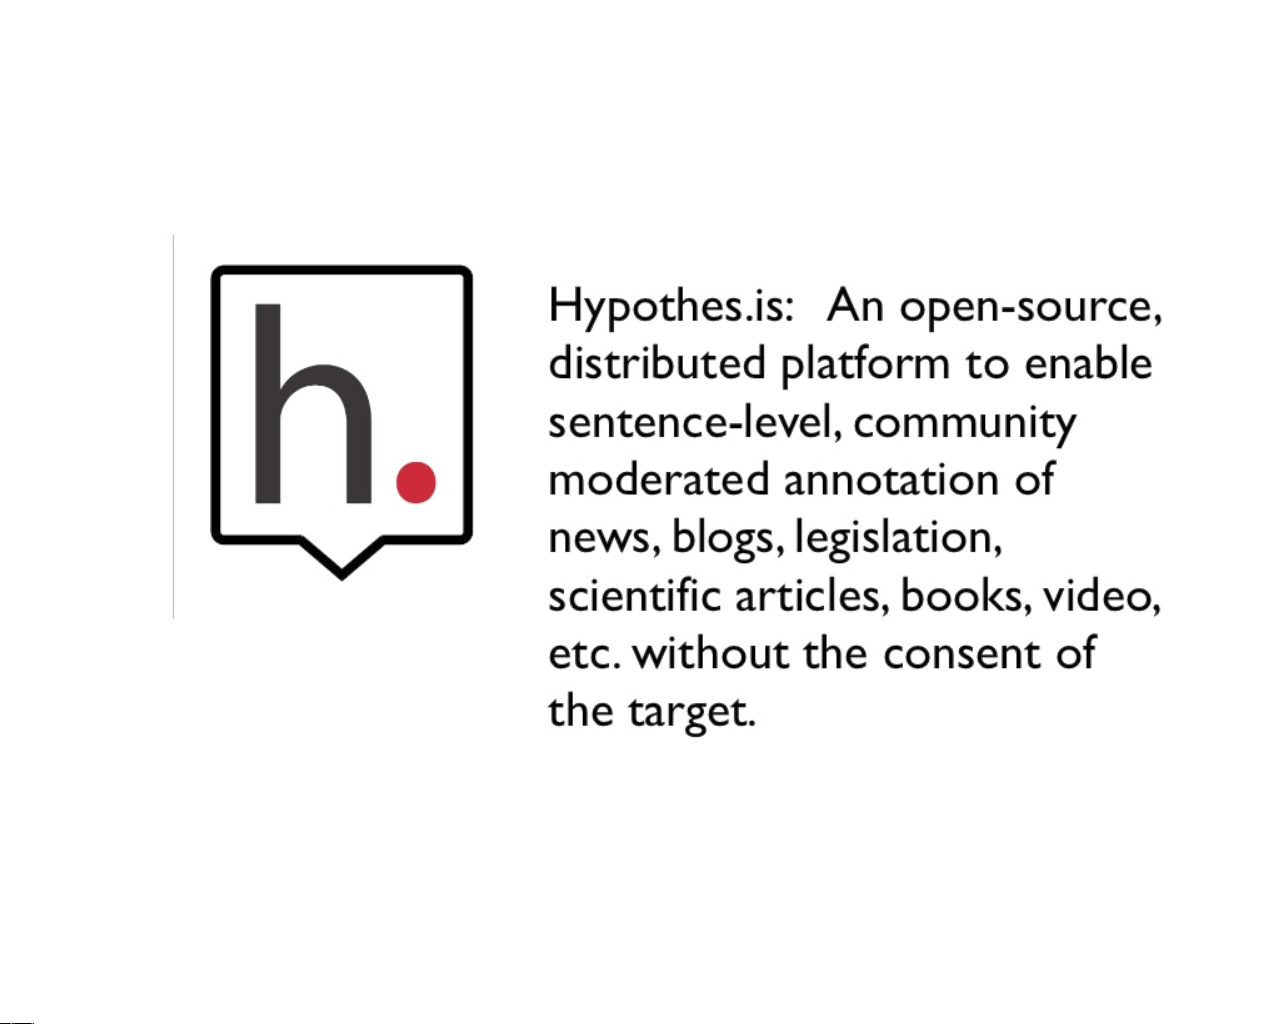 h.
Hypothes.is:  An open-source,
distributed platform to enable
sentence-level, community
moderated annotation of
news, blogs, legislation,
scientific articles, books, video,
etc. without the consent of
the target.